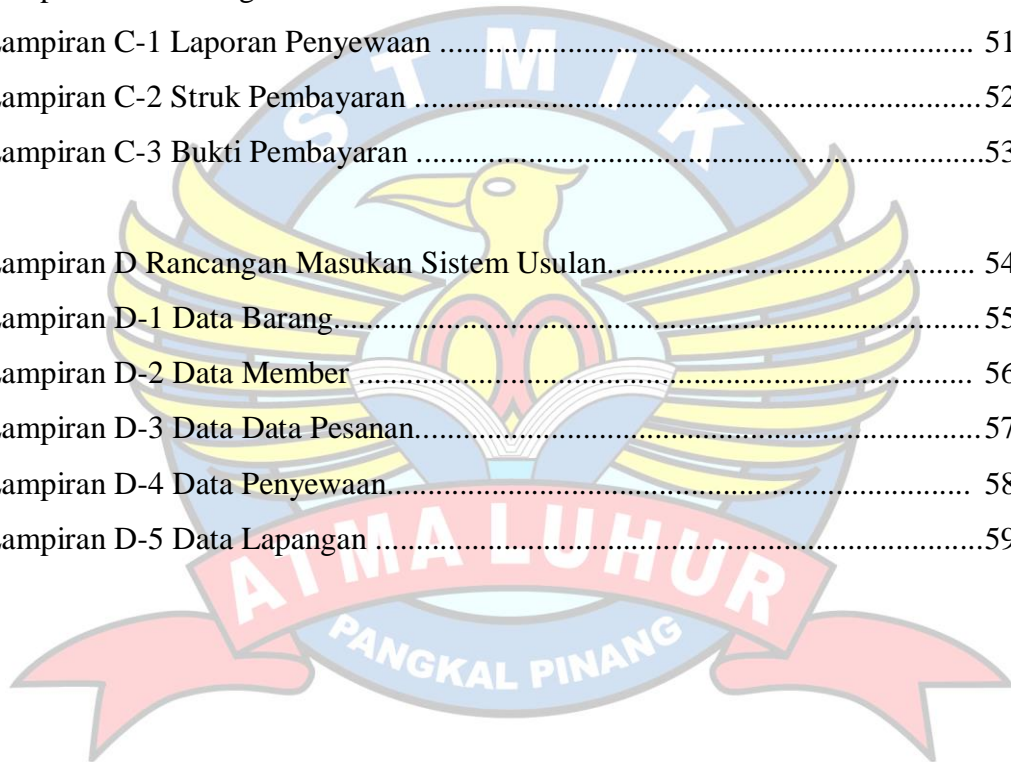 Lampiran C-1 Laporan Penyewaan .......................................................................... 51
Lampiran C-2 Struk Pembayaran ..............................................................................52
Lampiran C-3 Bukti Pembayaran ..............................................................................53
Lampiran D Rancangan Masukan Sistem Usulan................................................... 54
Lampiran D-1 Data Barang.........................................................................................55
Lampiran D-2 Data Member ..................................................................................... 56
Lampiran D-3 Data Data Pesanan..............................................................................57
Lampiran D-4 Data Penyewaan................................................................................. 58
Lampiran D-5 Data Lapangan ....................................................................................59
STMIK
ATMA LUHUR
PANGKAL PINANG